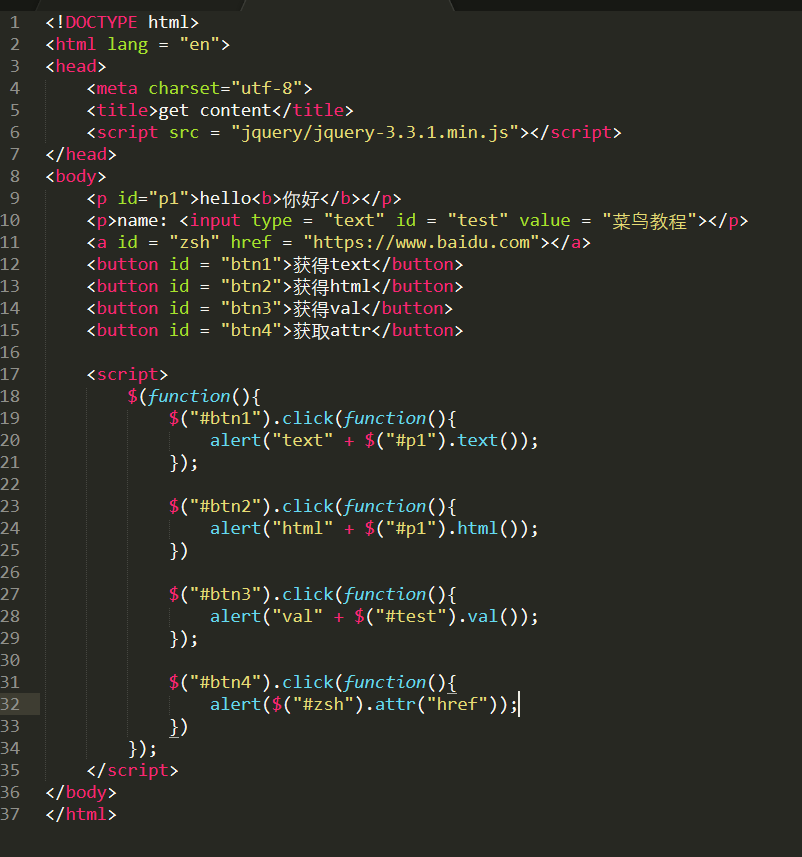 1 <!DOCTYPE html>
2 <html lang = "en">
3 <head>
4     <meta charset="utf-8">
5     <title>get content</title>
6     <script src = "jquery/jquery-3.3.1.min.js"></script>
7 </head>
8 <body>
9     <p id="p1">hello<b>你好</b></p>
10     <p>name: <input type = "text" id = "test" value = "菜鸟教程"></p>
11     <a id = "zsh" href = "https://www.baidu.com"></a>
12     <button id = "btn1">获得text</button>
13     <button id = "btn2">获得html</button>
14     <button id = "btn3">获得val</button>
15     <button id = "btn4">获取attr</button>
16
17     <script>
18         $(function(){
19             $("#btn1").click(function(){
20                 alert("text" + $("#p1").text());
21             });
22
23             $("#btn2").click(function(){
24                 alert("html" + $("#p1").html());
25             })
26
27             $("#btn3").click(function(){
28                 alert("val" + $("#test").val());
29             });
30
31             $("#btn4").click(function(){
32                 alert($("#zsh").attr("href"));
33             })
34         });
35     </script>
36 </body>
37 </html>